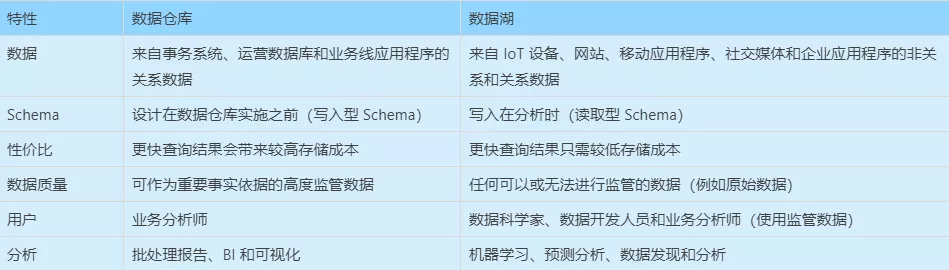 特性 数据仓库 数据湖
数据 来自事务系统、运营数据库和业务线应用程序的 来自 IoT 设备、网站、移动应用程序、社交媒体和企业应用程序的非关
关系数据 系和关系数据
Schema 设计在数据仓库实施之前（写入型 Schema） 写入在分析时（读取型 Schema）
性价比 更快查询结果会带来较高存储成本 更快查询结果只需较低存储成本
数据质量 可作为重要事实依据的高度监管数据 任何可以或无法进行监管的数据（例如原始数据）
用户 业务分析师 数据科学家、数据开发人员和业务分析师（使用监管数据）
分析 批处理报告、BI 和可视化 机器学习、预测分析、数据发现和分析